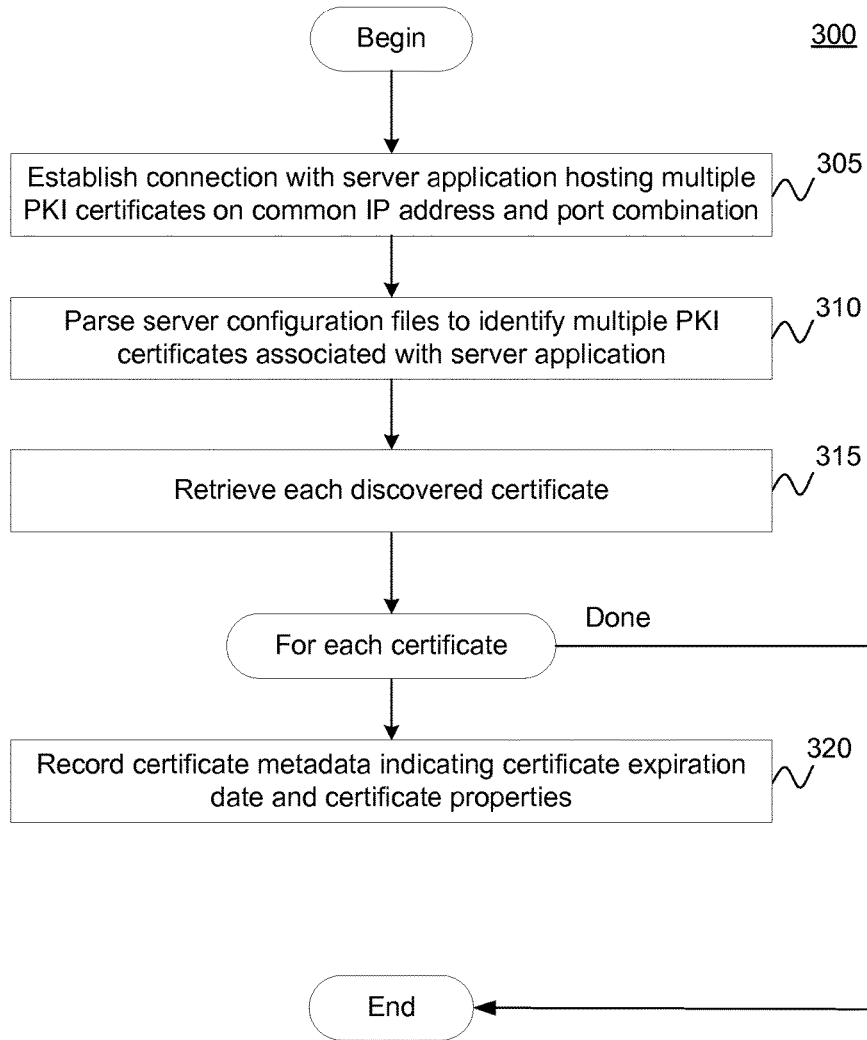 Begin
300
Establish connection with server application hosting multiple
PKI certificates on common IP address and port combination
305
Parse server configuration files to identify multiple PKI
certificates associated with server application
310
Retrieve each discovered certificate
315
For each certificate
Done
Record certificate metadata indicating certificate expiration
date and certificate properties
320
End